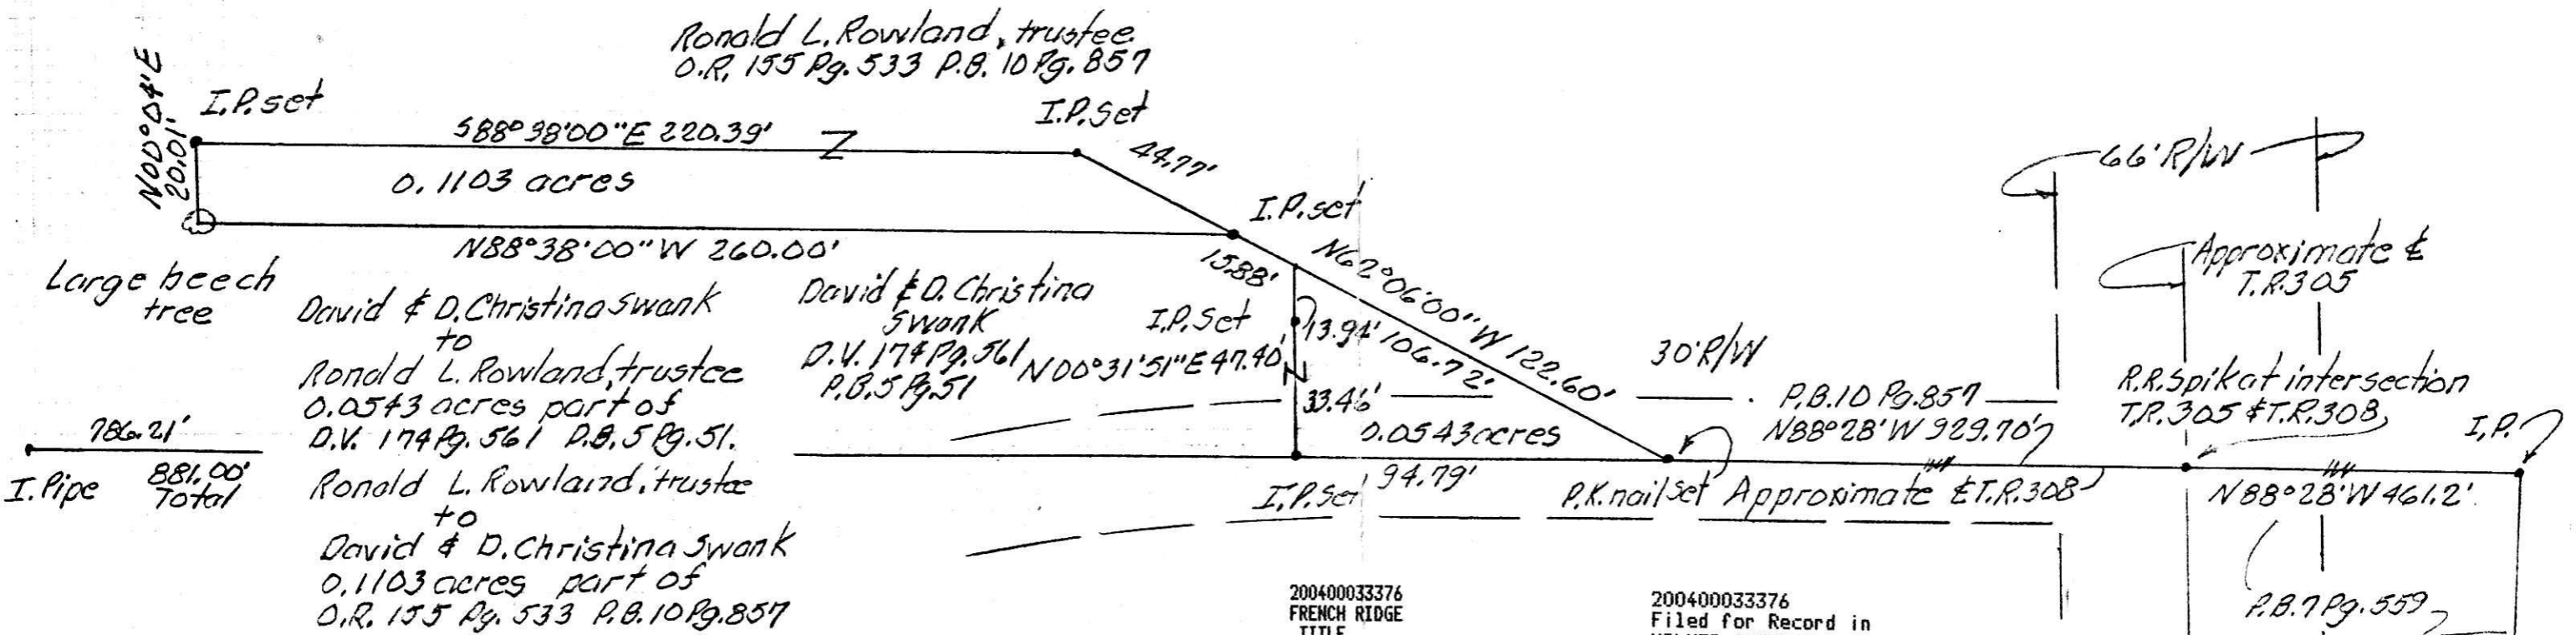 Ronald L. Rowland, trustee
O.R. 155 Pg. 533 P.B. 10 Pg. 857
N00°04'E
20.01'
I.P. set
S88°38'00"E 220.39'
I.P. Set
44.77'
0.1103 acres
I.P. set
N88°38'00"W 260.00'
Large beech
tree
15.88'
N62°06'00"W 122.60'
106.72'
66' R/W
Approximate ℄
T.R. 305
David & D. Christina Swank
to
Ronald L. Rowland, trustee
0.0543 acres part of
D.V. 174 Pg. 561 P.B. 5 Pg. 51.
David & D. Christina
Swank
D.V. 174 Pg. 561
P.B. 5 Pg. 51
I.P. Set
N00°31'51"E 47.40'
13.94'
33.46'
0.0543 acres
30' R/W
P.B. 10 Pg. 857
N88°28'W 929.70'
R.R. Spik at intersection
T.R. 305 & T.R. 308
I.P.
786.21'
I. Pipe
881.00'
Total
I.P. Set
94.79'
P.K. nail set
Approximate ℄ T.R. 308
N88°28'W 461.2'
Ronald L. Rowland, trustee
to
David & D. Christina Swank
0.1103 acres part of
O.R. 155 Pg. 533 P.B. 10 Pg. 857
200400033376
FRENCH RIDGE
TITLE
200400033376
Filed for Record in
P.B. 7 Pg. 559